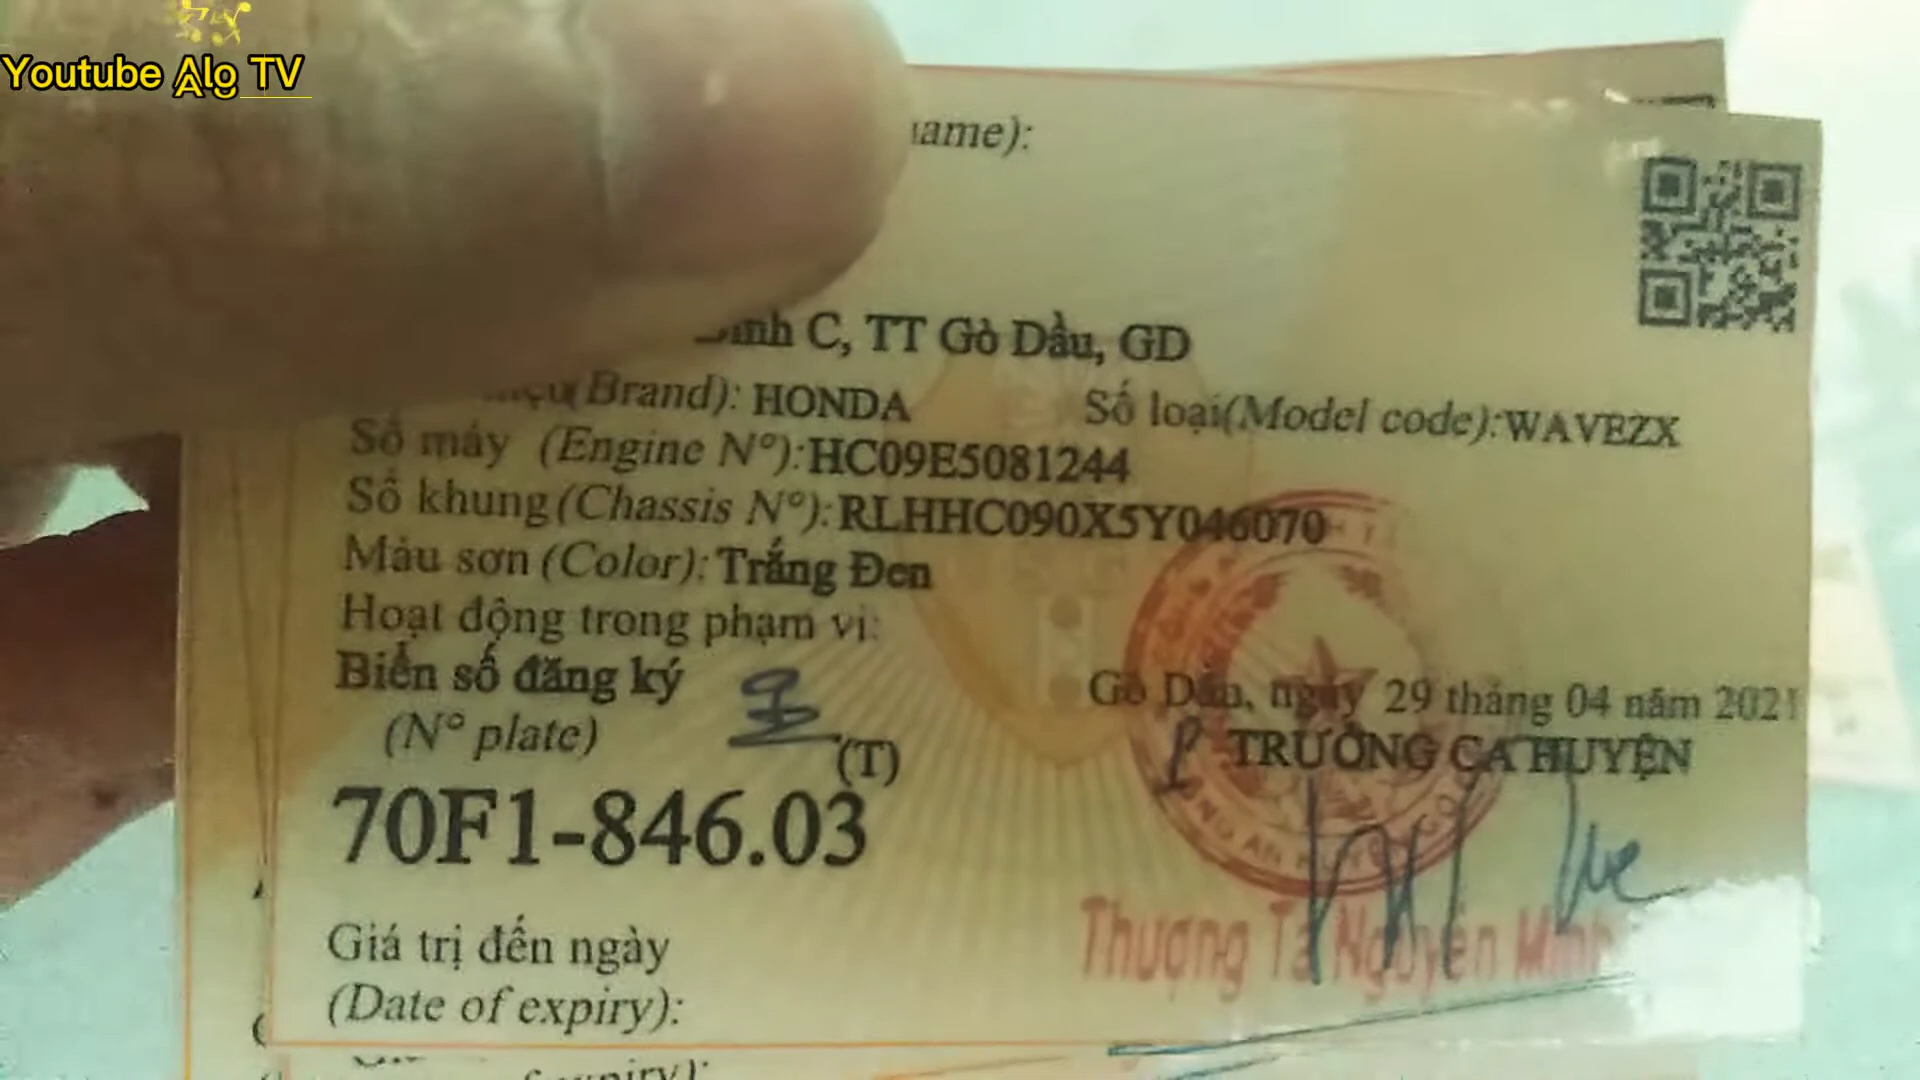 Youtube Alo TV
name):
C, TT Gò Dầu, GD
(Brand): HONDA
Số loại(Model code):WAVEZX
Số máy (Engine N°):HC09E5081244
Số khung(Chassis N°):RLHHC090X5Y046070
Màu sơn (Color): Trắng Đen
Hoạt động trong phạm vi:
Biển số đăng ký
(N° plate)
(T)
70F1-846.03
Gò Dầu, ngày 29 tháng 04 năm 2021
TRƯỞNG CA HUYỆN
Thượng Tá Nguyễn Minh
Giá trị đến ngày
(Date of expiry):